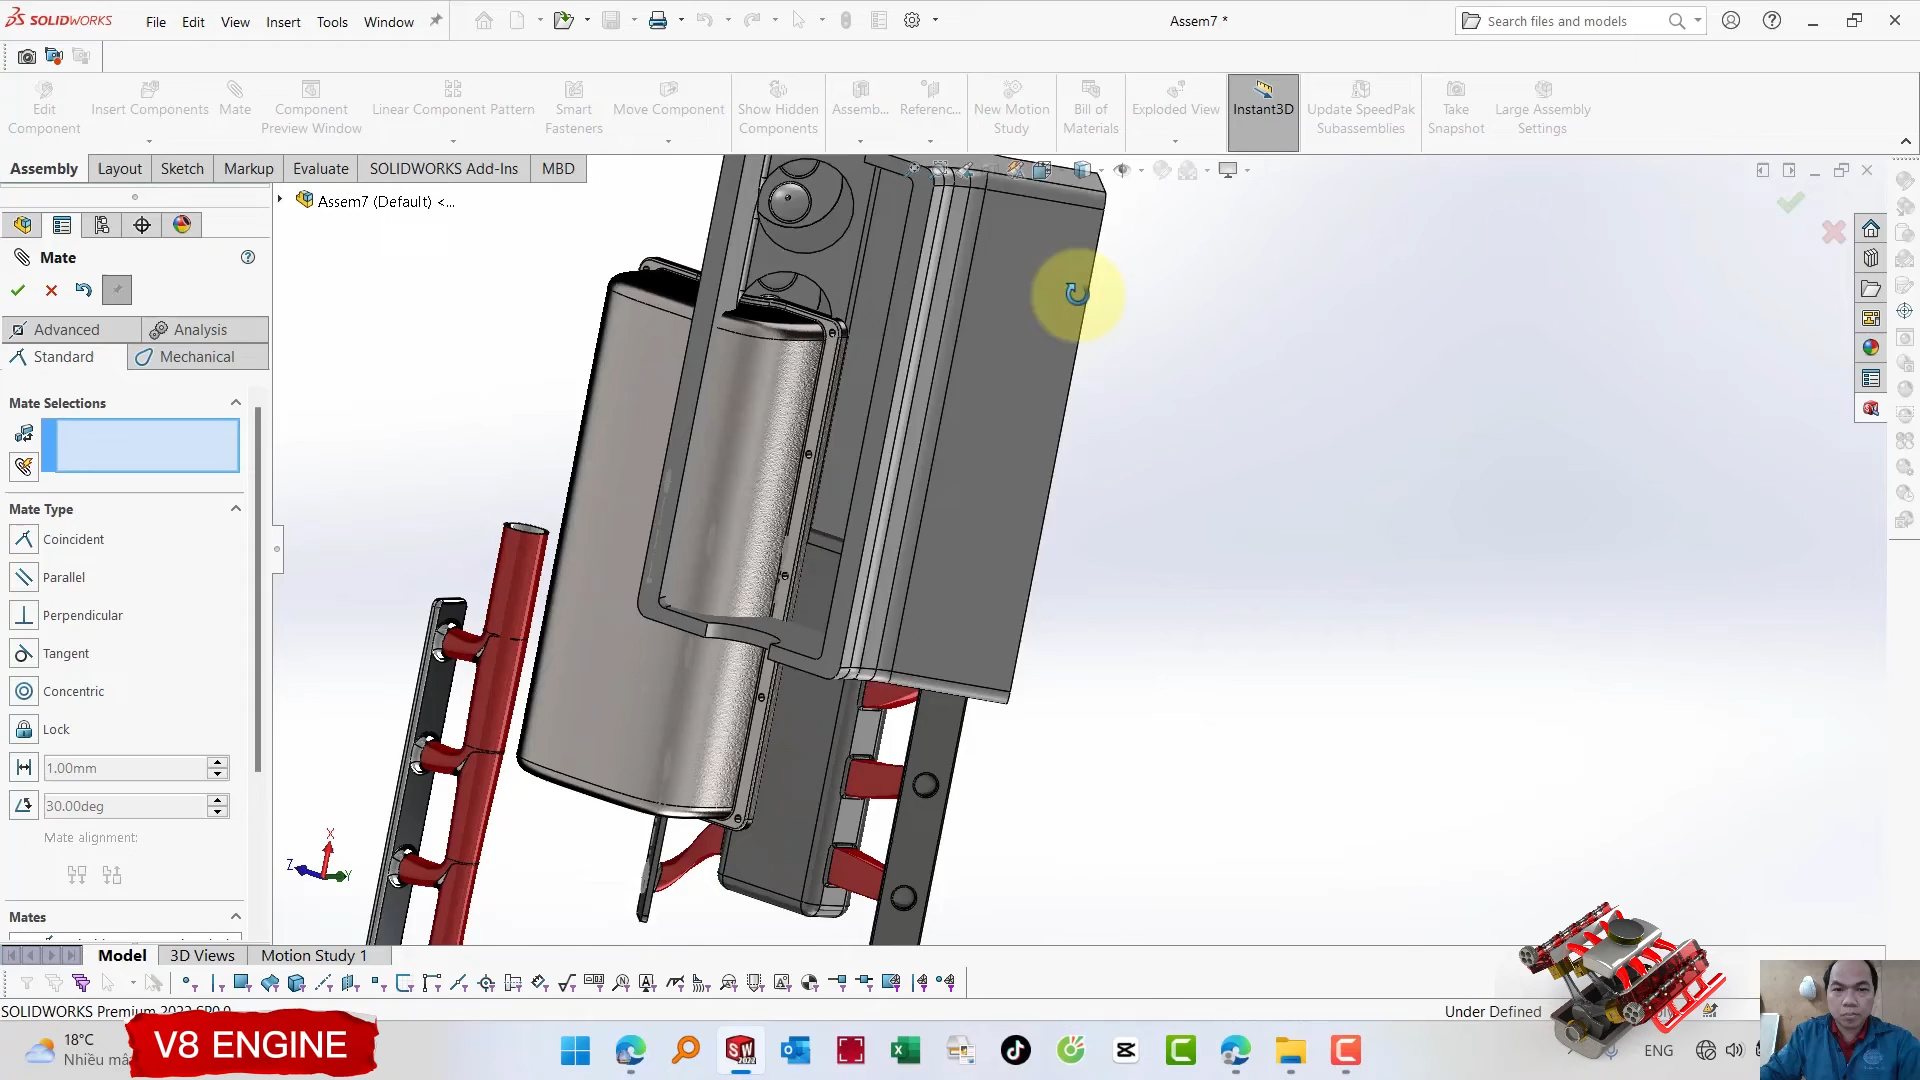 SOLIDWORKS
File Edit View Insert Tools Window
Assem7 *
Search files and models
Edit Component
Insert Components
Mate
Component Preview Window
Linear Component Pattern
Smart Fasteners
Move Component
Show Hidden Components
Assemb...
Referenc...
New Motion Study
Bill of Materials
Exploded View
Instant3D
Update SpeedPak Subassemblies
Take Snapshot
Large Assembly Settings
Assembly Layout Sketch Markup Evaluate SOLIDWORKS Add-Ins MBD
Assem7 (Default) <...
Mate
Advanced Analysis
Standard Mechanical
Mate Selections
Mate Type
Coincident
Parallel
Perpendicular
Tangent
Concentric
Lock
1.00mm
30.00deg
Mate alignment:
Mates
X
Z
Y
Model 3D Views Motion Study 1
SOLIDWORKS Premium 2022 SP0.0
Under Defined
18°C
Nhiều mâ
V8 ENGINE
SW
2022
ENG